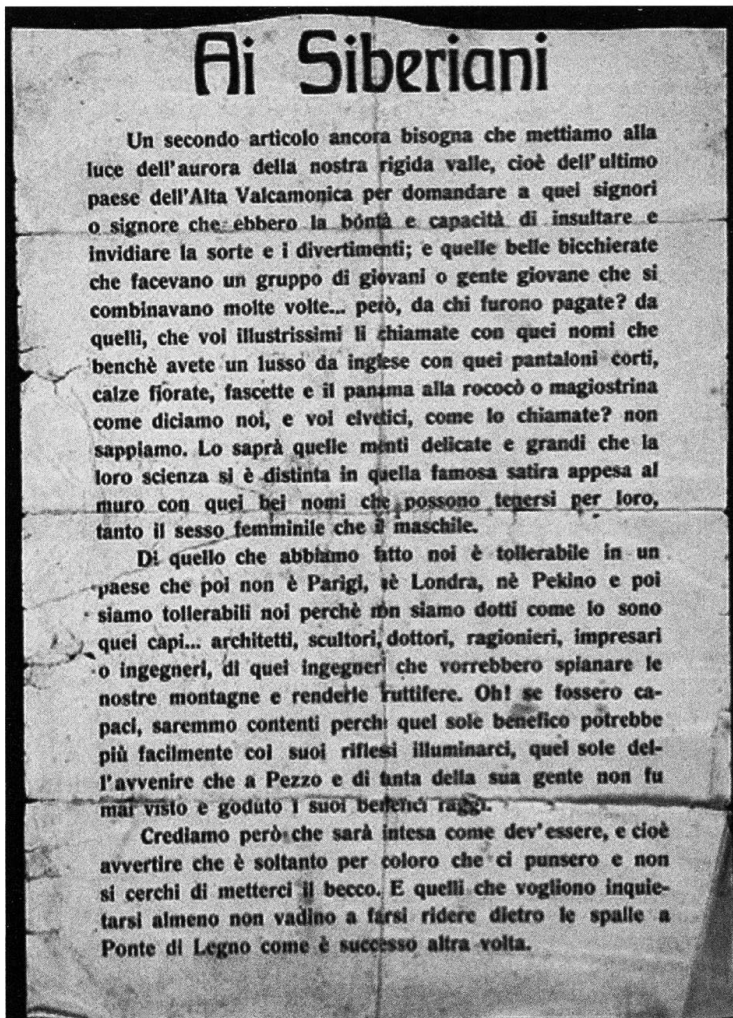 Ai Siberiani
Un secondo articolo ancora bisogna che mettiamo alla
luce dell'aurora della nostra rigida valle, cioè dell'ultimo
paese dell'Alta Valcamonica per domandare a quei signori
o signore che ebbero la bontà e capacità di insultare e
invidiare la sorte e i divertimenti; e quelle belle bicchierate
che facevano un gruppo di giovani o gente giovane che si
combinavano molte volte... però, da chi furono pagate? da
quelli, che voi illustrissimi li chiamate con quei nomi che
benchè avete un lusso da inglese con quei pantaloni corti,
calze fiorate, fascette e il panama alla rococò o magiostrina
come diciamo noi, e voi elvetici, come lo chiamate? non
sappiamo. Lo saprà quelle menti delicate e grandi che la
loro scienza si è distinta in quella famosa satira appesa al
muro con quei bei nomi che possono tenersi per loro,
tanto il sesso femminile che il maschile.
Di quello che abbiamo fatto noi è tollerabile in un
paese che poi non è Parigi, nè Londra, nè Pekino e poi
siamo tollerabili noi perchè non siamo dotti come lo sono
quei capi... architetti, scultori, dottori, ragionieri, impresari
o ingegneri, di quei ingegneri che vorrebbero spianare le
nostre montagne e renderle fruttifere. Oh! se fossero ca-
paci, saremmo contenti perchè quel sole benefico potrebbe
più facilmente coi suoi riflessi illuminarci, quel sole del-
l'avvenire che a Pezzo e di tanta della sua gente non fu
mai visto e goduto i suoi benefici raggi.
Crediamo però che sarà intesa come dev'essere, e cioè
avvertire che è soltanto per coloro che ci punsero e non
si cerchi di metterci il becco. E quelli che vogliono inquie-
tarsi almeno non vadino a farsi ridere dietro le spalle a
Ponte di Legno come è successo altra volta.